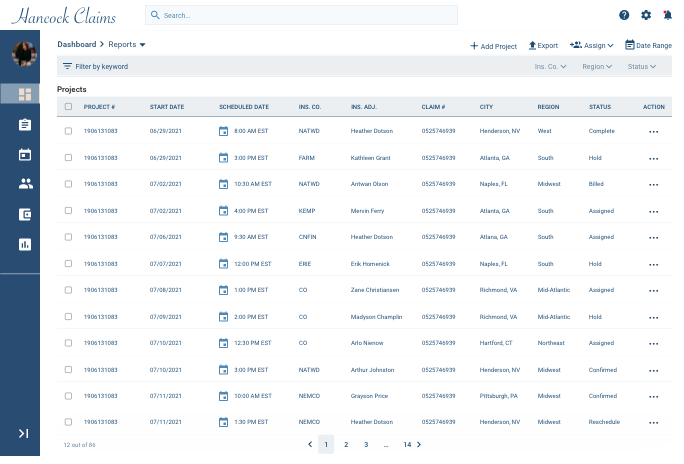 Hancock Claims
Search...
Dashboard > Reports
Add Project
Export
Assign
Date Range
Filter by keyword
Ins. Co.
Region
Status
Projects
PROJECT # START DATE SCHEDULED DATE INS. CO. INS. ADJ. CLAIM # CITY REGION STATUS ACTION
1906131083 06/29/2021 8:00 AM EST NATWD Heather Dotson 0525746939 Henderson, NV West Complete ...
1906131083 06/29/2021 3:00 PM EST FARM Kathleen Grant 0525746939 Atlanta, GA South Hold ...
1906131083 07/02/2021 10:30 AM EST NATWD Antwan Olson 0525746939 Naples, FL Midwest Billed ...
1906131083 07/02/2021 4:00 PM EST KEMP Mervin Ferry 0525746939 Atlanta, GA South Assigned ...
1906131083 07/06/2021 9:30 AM EST CNFIN Heather Dotson 0525746939 Atlana, GA South Assigned ...
1906131083 07/07/2021 12:00 PM EST ERIE Erik Homenick 0525746939 Naples, FL South Hold ...
1906131083 07/08/2021 1:00 PM EST CO Zane Christiansen 0525746939 Richmond, VA Mid-Atlantic Assigned ...
1906131083 07/09/2021 2:00 PM EST CO Madyson Champlin 0525746939 Richmond, VA Mid-Atlantic Hold ...
1906131083 07/10/2021 12:30 PM EST CO Arlo Nienow 0525746939 Hartford, CT Northeast Assigned ...
1906131083 07/10/2021 3:00 PM EST NATWD Arthur Johnston 0525746939 Henderson, NV Midwest Confirmed ...
1906131083 07/11/2021 10:00 AM EST NEMCO Grayson Price 0525746939 Pittsburgh, PA Midwest Confirmed ...
1906131083 07/11/2021 1:30 PM EST NEMCO Heather Dotson 0525746939 Henderson, NV Midwest Reschedule ...
12 out of 86
< 1 2 3 ... 14 >